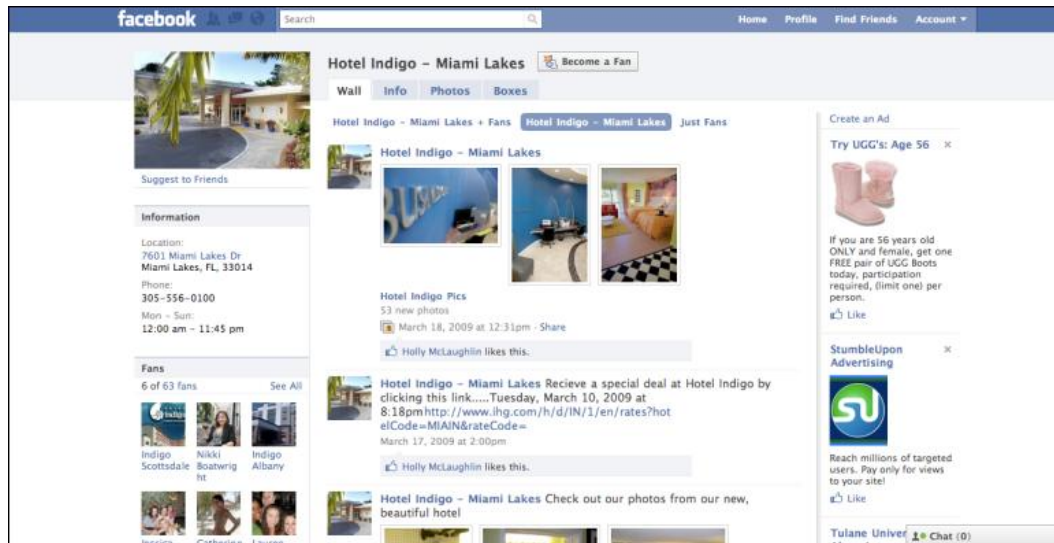 facebook
Search
Home Profile Find Friends Account
Hotel Indigo – Miami Lakes
Become a Fan
Wall Info Photos Boxes
Suggest to Friends
Information
Location:
7601 Miami Lakes Dr
Miami Lakes, FL, 33014
Phone:
305-556-0100
Mon – Sun:
12:00 am – 11:45 pm
Fans
6 of 63 fans See All
Indigo
Scottsdale
Nikki
Boatwrig
ht
Indigo
Albany
Jessica Catherine Lauren
Hotel Indigo – Miami Lakes + Fans Hotel Indigo – Miami Lakes Just Fans
Hotel Indigo – Miami Lakes
Hotel Indigo Pics
53 new photos
March 18, 2009 at 12:31pm · Share
Holly McLaughlin likes this.
Hotel Indigo – Miami Lakes Recieve a special deal at Hotel Indigo by
clicking this link.....Tuesday, March 10, 2009 at
8:18pmhttp://www.ihg.com/h/d/IN/1/en/rates?hot
elCode=MIAIN&rateCode=
March 17, 2009 at 2:00pm
Holly McLaughlin likes this.
Hotel Indigo – Miami Lakes Check out our photos from our new,
beautiful hotel
Create an Ad
Try UGG's: Age 56
If you are 56 years old
ONLY and female, get one
FREE pair of UGG Boots
today, participation
required, (limit one) per
person.
Like
StumbleUpon
Advertising
Reach millions of targeted
users. Pay only for views
to your site!
Like
Tulane Univer
Chat (0)